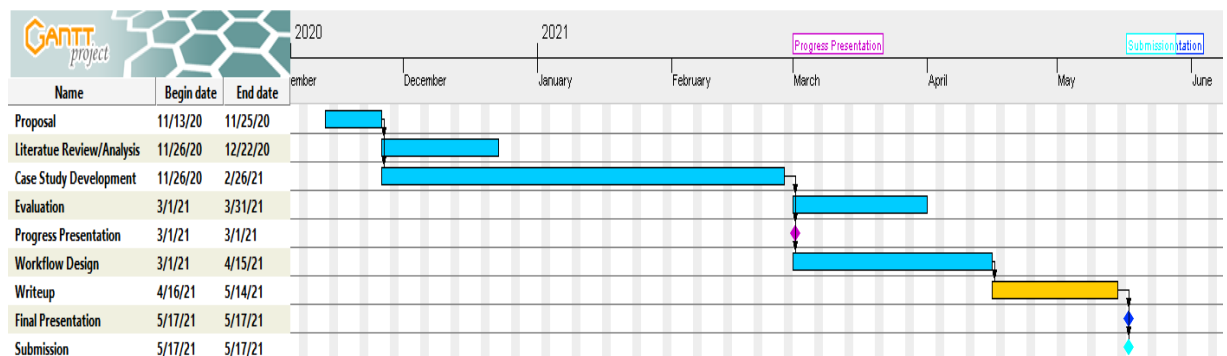 GANTT
project
2020
2021
Progress Presentation
Submission
ntation
ember
December
January
February
March
April
May
June
Name Begin date End date
Proposal 11/13/20 11/25/20
Literatue Review/Analysis 11/26/20 12/22/20
Case Study Development 11/26/20 2/26/21
Evaluation 3/1/21 3/31/21
Progress Presentation 3/1/21 3/1/21
Workflow Design 3/1/21 4/15/21
Writeup 4/16/21 5/14/21
Final Presentation 5/17/21 5/17/21
Submission 5/17/21 5/17/21